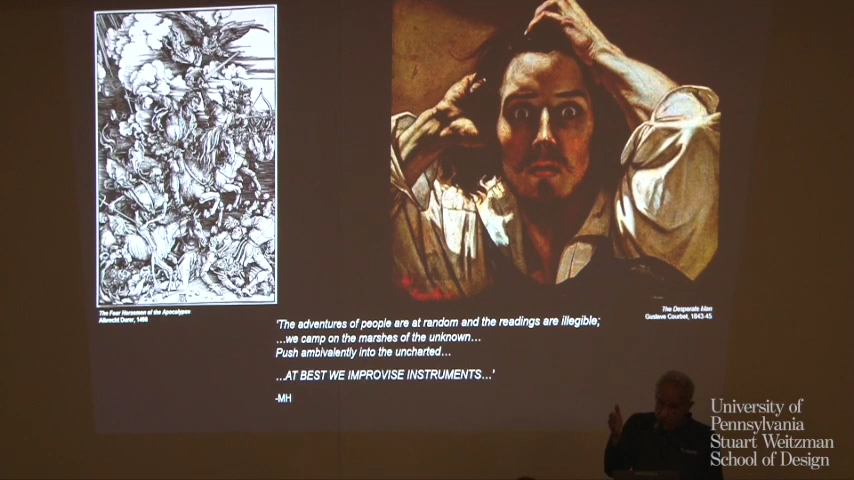 The Four Horsemen of the Apocalypse
Albrecht Durer, 1498
The Desperate Man
Gustave Courbet, 1843-45
'The adventures of people are at random and the readings are illegible;
...we camp on the marshes of the unknown...
Push ambivalently into the uncharted...
...AT BEST WE IMPROVISE INSTRUMENTS...'
-MH
University of
Pennsylvania
Stuart Weitzman
School of Design